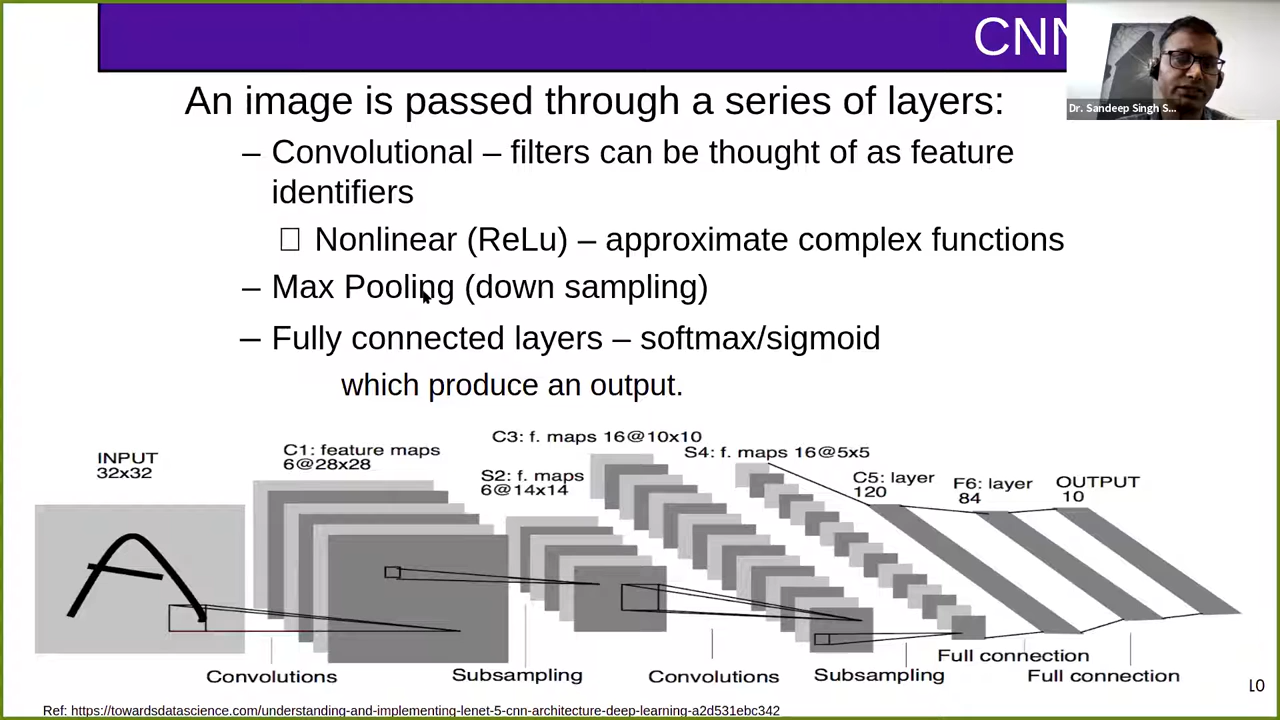 CNN
Dr. Sandeep Singh S...
An image is passed through a series of layers:
– Convolutional – filters can be thought of as feature
identifiers
Nonlinear (ReLu) – approximate complex functions
– Max Pooling (down sampling)
– Fully connected layers – softmax/sigmoid
which produce an output.
INPUT
32x32
C1: feature maps
6@28x28
S2: f. maps
6@14x14
C3: f. maps 16@10x10
S4: f. maps 16@5x5
C5: layer
120
F6: layer
84
OUTPUT
10
Convolutions
Subsampling
Convolutions
Subsampling
Full connection
Full connection
10
Ref: https://towardsdatascience.com/understanding-and-implementing-lenet-5-cnn-architecture-deep-learning-a2d531ebc342